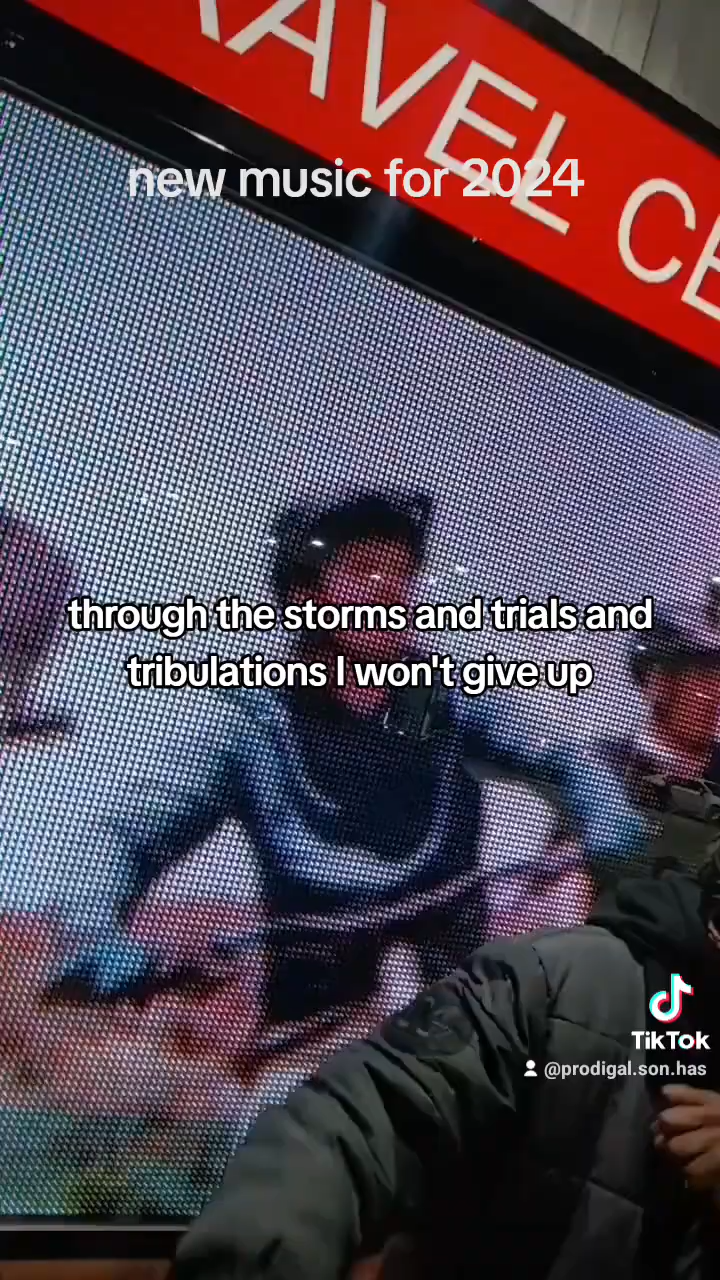 RAVEL CE
new music for 2024
through the storms and trials and
tribulations I won't give up
TikTok
@prodigal.son.has